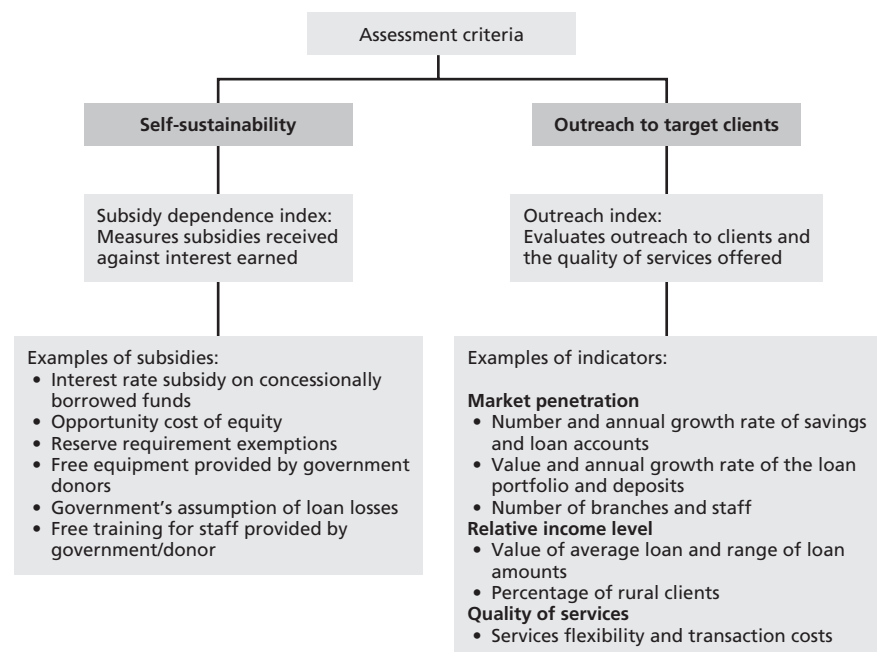 Assessment criteria
Self-sustainability
Outreach to target clients
Subsidy dependence index:
Measures subsidies received
against interest earned
Outreach index:
Evaluates outreach to clients and
the quality of services offered
Examples of subsidies:
• Interest rate subsidy on concessionally
borrowed funds
• Opportunity cost of equity
• Reserve requirement exemptions
• Free equipment provided by government
donors
• Government’s assumption of loan losses
• Free training for staff provided by
government/donor
Examples of indicators:
Market penetration
• Number and annual growth rate of savings
and loan accounts
• Value and annual growth rate of the loan
portfolio and deposits
• Number of branches and staff
Relative income level
• Value of average loan and range of loan
amounts
• Percentage of rural clients
Quality of services
• Services flexibility and transaction costs